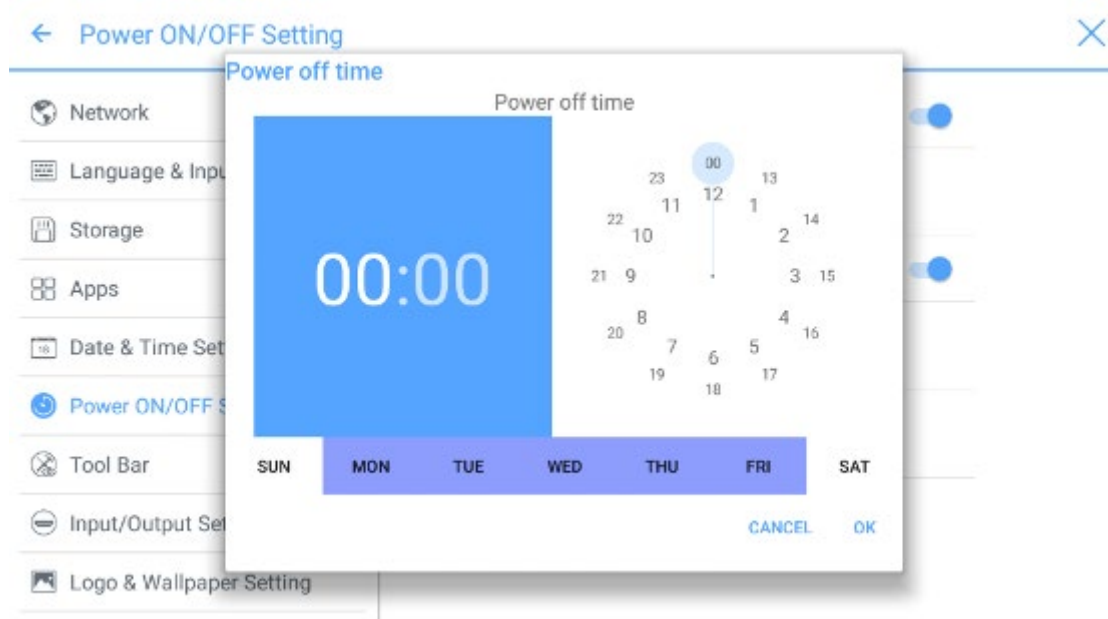 Power ON/OFF Setting
Power off time
Power off time
Network
Language & Inpu
Storage
Apps
Date & Time Set
Power ON/OFF S
Tool Bar
Input/Output Set
Logo & Wallpaper Setting
00:00
00
23 13
12
11 1
22 14
10 2
21 9 3 15
8 4
20 16
7 5
6
19 17
18
SUN MON TUE WED THU FRI SAT
CANCEL OK